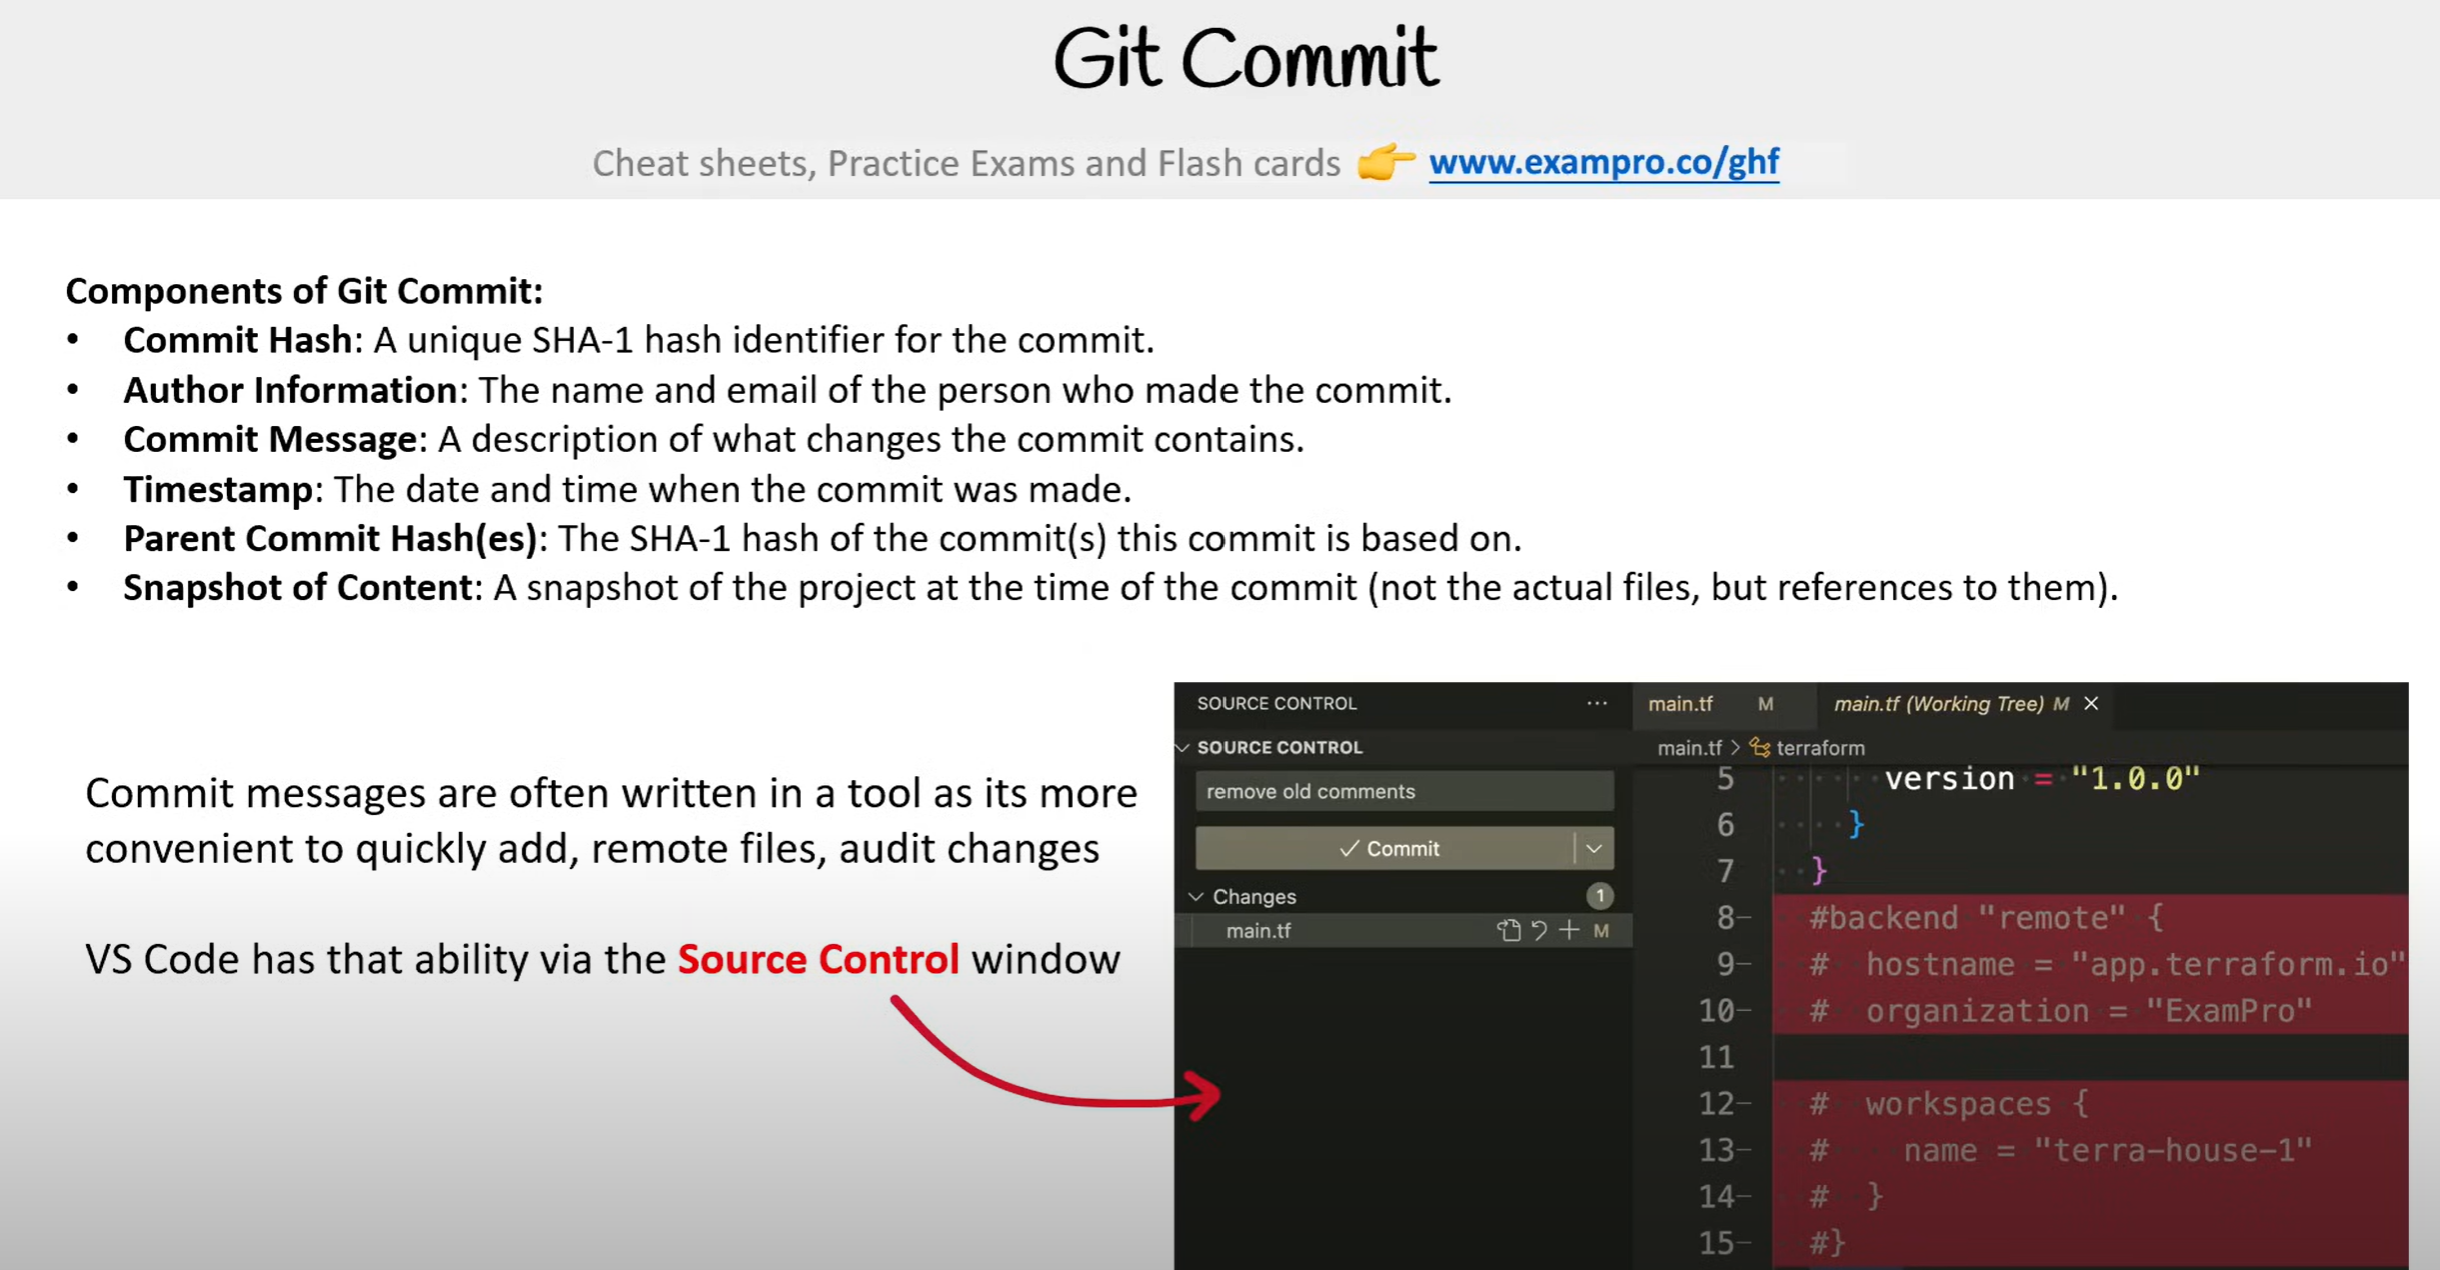 Git Commit
Cheat sheets, Practice Exams and Flash cards 👉 www.exampro.co/ghf
Components of Git Commit:
• Commit Hash: A unique SHA-1 hash identifier for the commit.
• Author Information: The name and email of the person who made the commit.
• Commit Message: A description of what changes the commit contains.
• Timestamp: The date and time when the commit was made.
• Parent Commit Hash(es): The SHA-1 hash of the commit(s) this commit is based on.
• Snapshot of Content: A snapshot of the project at the time of the commit (not the actual files, but references to them).
Commit messages are often written in a tool as its more
convenient to quickly add, remote files, audit changes
VS Code has that ability via the Source Control window
SOURCE CONTROL ···
SOURCE CONTROL
remove old comments
✓ Commit
Changes 1
main.tf M
main.tf M main.tf (Working Tree) M ×
main.tf > terraform
5 version = "1.0.0"
6 }
7 }
8− #backend "remote" {
9− # hostname = "app.terraform.io"
10− # organization = "ExamPro"
11
12− # workspaces {
13− # name = "terra-house-1"
14− # }
15− #}